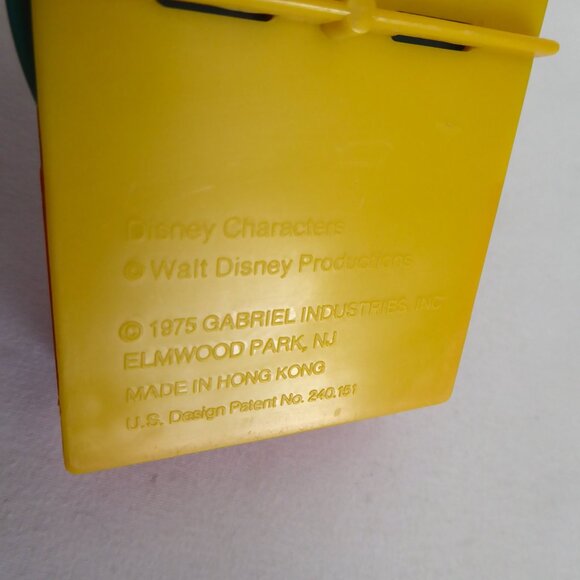 Disney Characters
© Walt Disney Productions
© 1975 GABRIEL INDUSTRIES, INC
ELMWOOD PARK, NJ
MADE IN HONG KONG
U.S. Design Patent No. 240,151